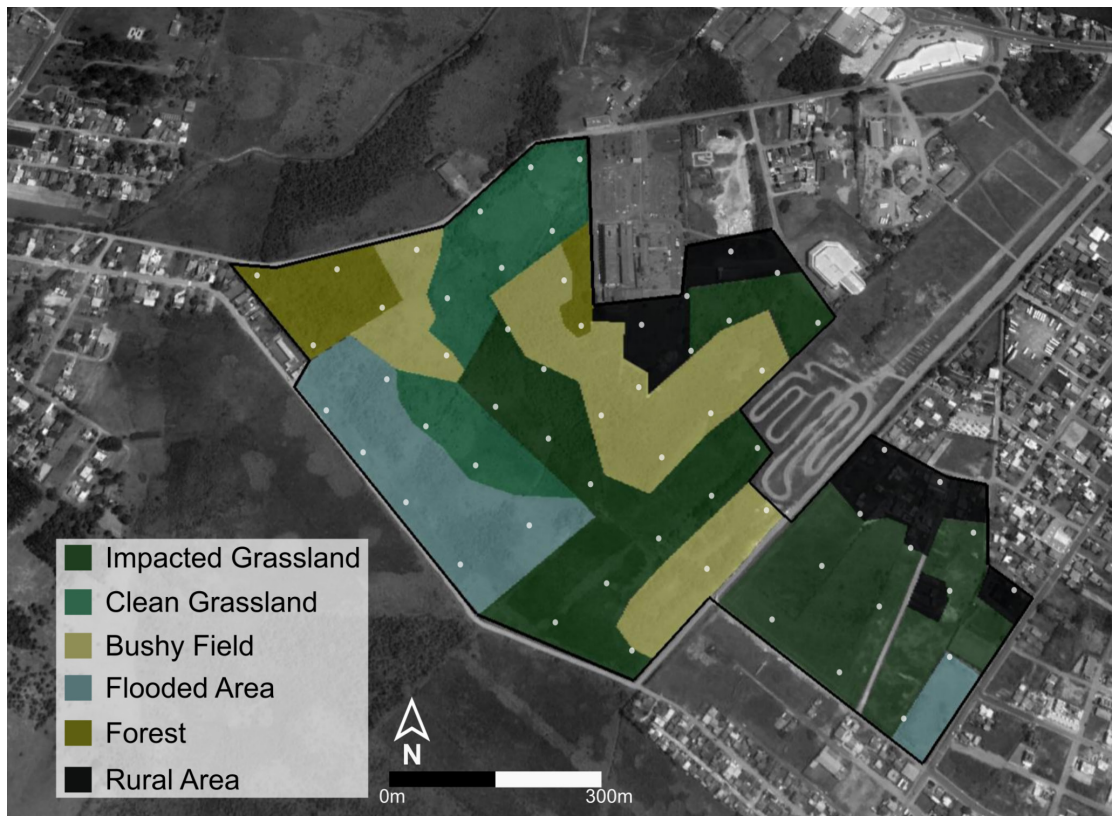 Impacted Grassland
Clean Grassland
Bushy Field
Flooded Area
Forest
Rural Area
N
0m 300m